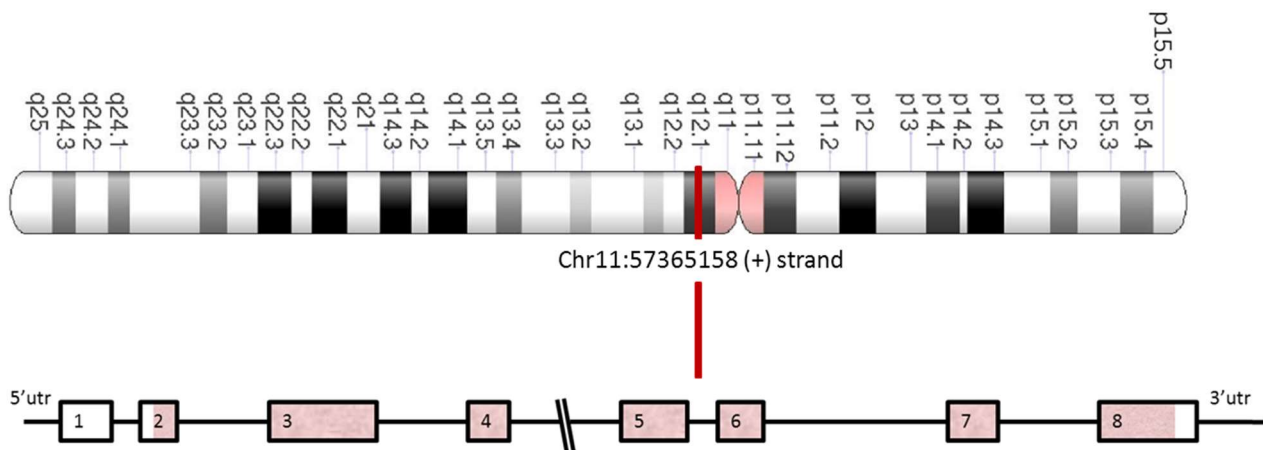 p15.5
q25
q24.3
q24.2
q24.1
q23.3
q23.2
q23.1
q22.3
q22.2
q22.1
q21
q14.3
q14.2
q14.1
q13.5
q13.4
q13.3
q13.2
q13.1
q12.2
q12.1
q11
p11.11
p11.12
p11.2
p12
p13
p14.1
p14.2
p14.3
p15.1
p15.2
p15.3
p15.4
Chr11:57365158 (+) strand
5'utr 1 2 3 4 5 6 7 8 3'utr